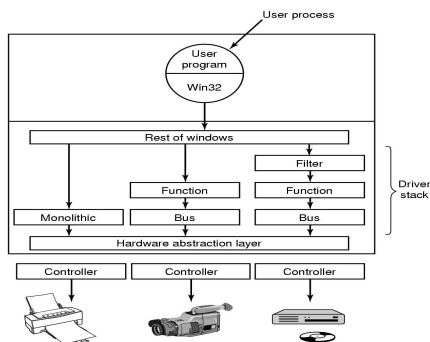 User process
User
program
Win32
Rest of windows
Filter
Function
Function
Driver
stack
Monolithic
Bus
Bus
Hardware abstraction layer
Controller
Controller
Controller